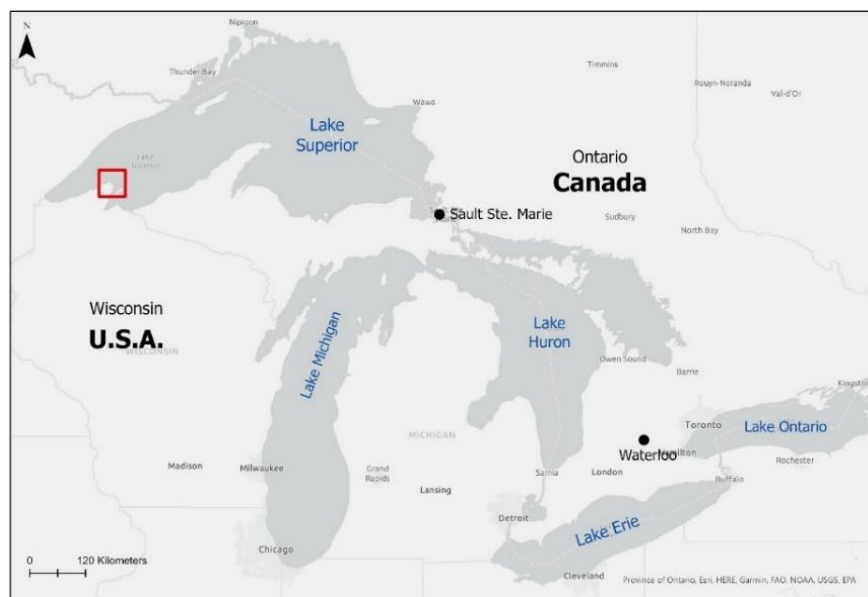 N
Nipigon
Thunder Bay
Timmins
Rouyn-Noranda
Val-d'Or
Wawa
Lake
Superior
Lake
Superior
Ontario
Canada
Sault Ste. Marie
Sudbury
North Bay
Wisconsin
U.S.A.
WISCONSIN
Lake Michigan
Lake
Huron
Owen Sound
Barrie
Kingston
Toronto
Lake Ontario
MICHIGAN
Waterloo
Hamilton
Rochester
Madison
Milwaukee
Grand
Rapids
Lansing
Sarnia
London
Buffalo
Detroit
Lake Erie
Chicago
Cleveland
0 120 Kilometers
Province of Ontario, Esri, HERE, Garmin, FAO, NOAA, USGS, EPA